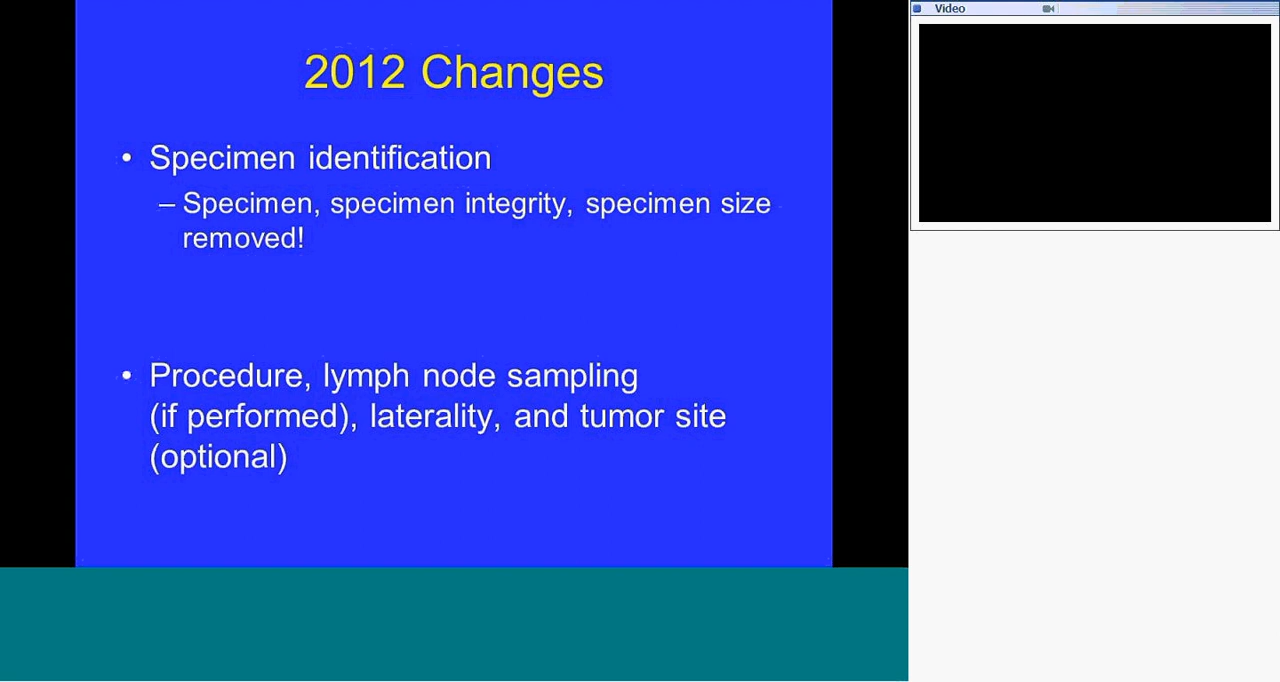 2012 Changes
• Specimen identification
– Specimen, specimen integrity, specimen size
removed!
• Procedure, lymph node sampling
(if performed), laterality, and tumor site
(optional)
Video